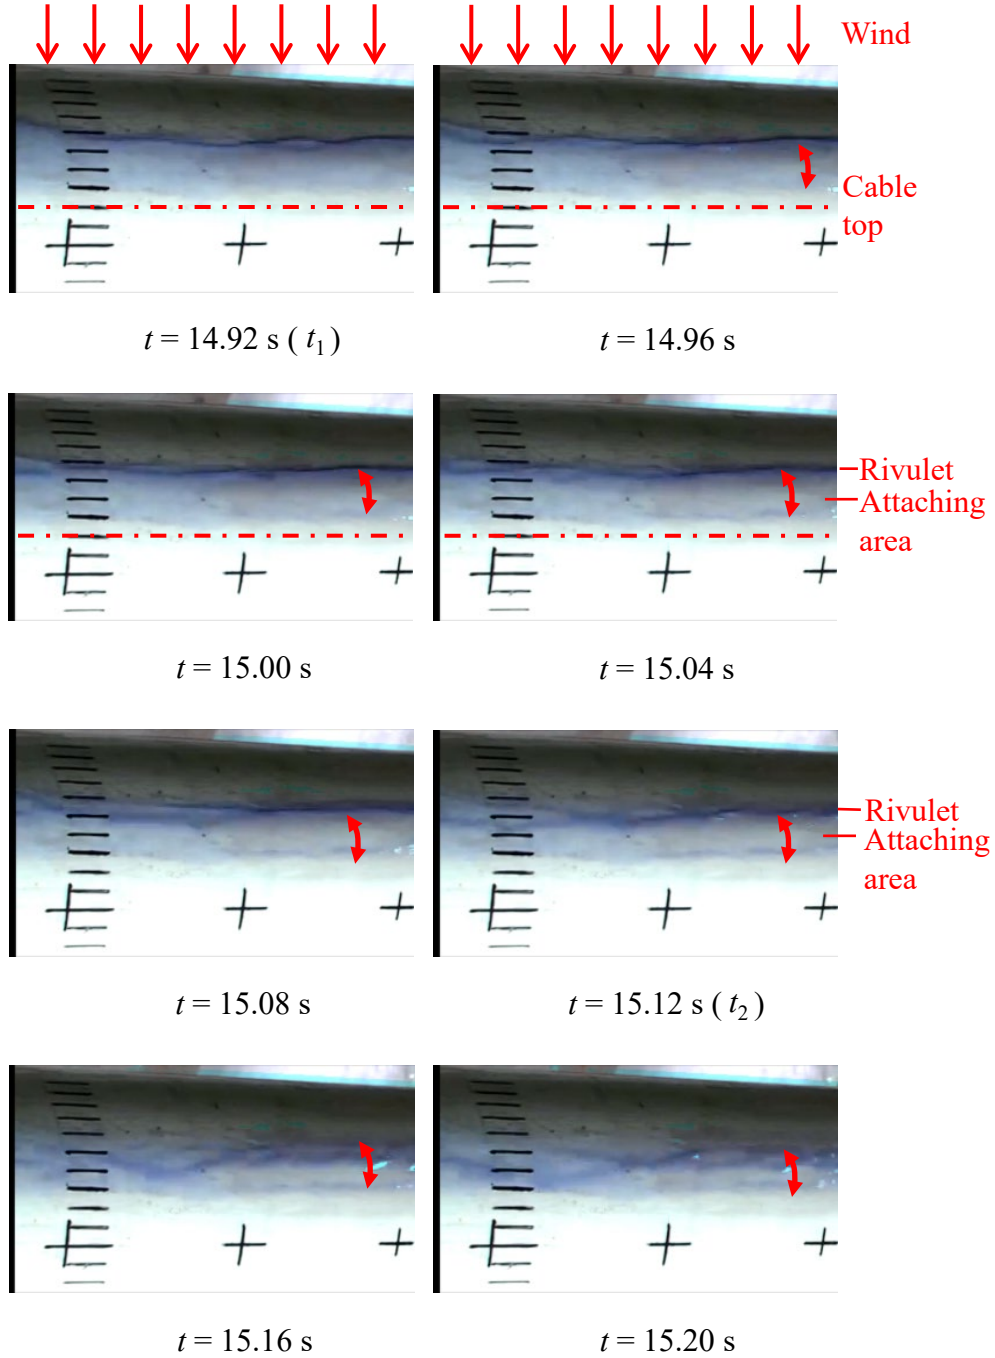 Wind
Cable
top
t = 14.92 s ( t₁ )
t = 14.96 s
Rivulet
Attaching
area
t = 15.00 s
t = 15.04 s
Rivulet
Attaching
area
t = 15.08 s
t = 15.12 s ( t₂ )
t = 15.16 s
t = 15.20 s